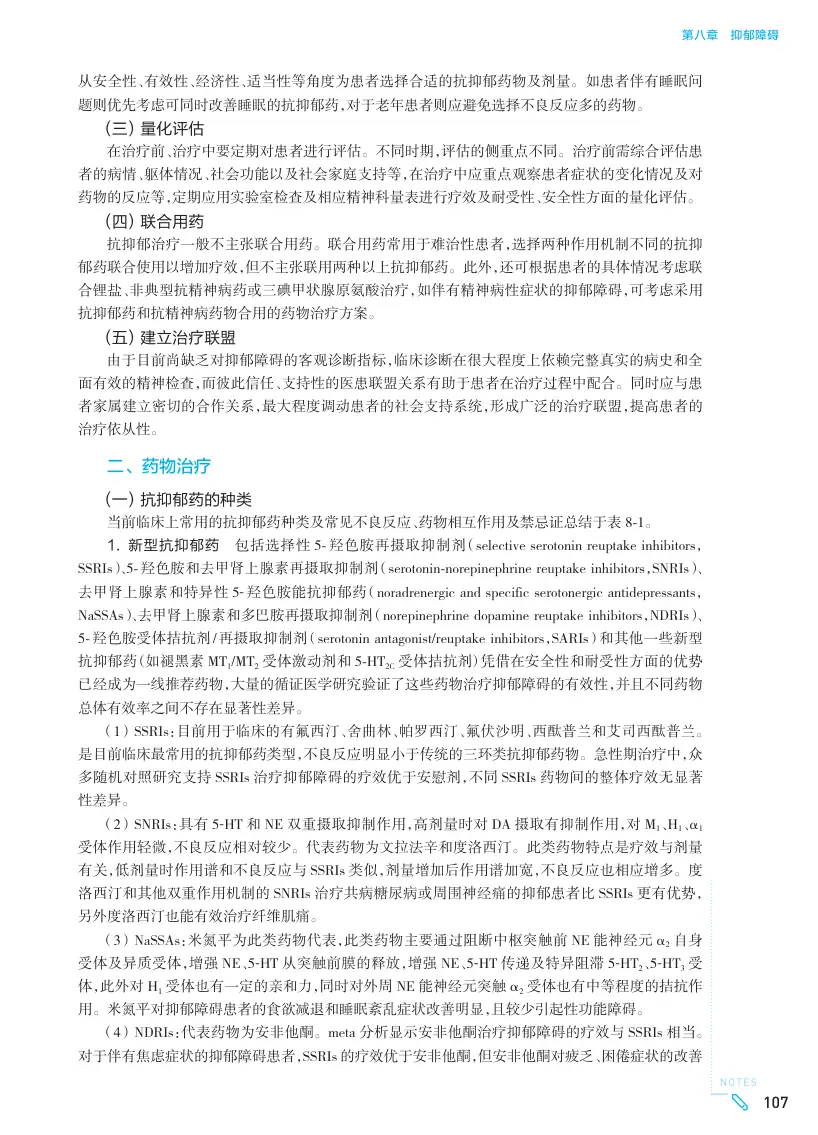 第八章 抑郁障碍
从安全性、有效性、经济性、适当性等角度为患者选择合适的抗抑郁药物及剂量。如患者伴有睡眠问
题则优先考虑可同时改善睡眠的抗抑郁药,对于老年患者则应避免选择不良反应多的药物。
(三)量化评估
在治疗前、治疗中要定期对患者进行评估。不同时期,评估的侧重点不同。治疗前需综合评估患
者的病情、躯体情况、社会功能以及社会家庭支持等,在治疗中应重点观察患者症状的变化情况及对
药物的反应等,定期应用实验室检查及相应精神科量表进行疗效及耐受性、安全性方面的量化评估。
(四)联合用药
抗抑郁治疗一般不主张联合用药。联合用药常用于难治性患者,选择两种作用机制不同的抗抑
郁药联合使用以增加疗效,但不主张联用两种以上抗抑郁药。此外,还可根据患者的具体情况考虑联
合锂盐、非典型抗精神病药或三碘甲状腺原氨酸治疗,如伴有精神病性症状的抑郁障碍,可考虑采用
抗抑郁药和抗精神病药物合用的药物治疗方案。
(五)建立治疗联盟
由于目前尚缺乏对抑郁障碍的客观诊断指标,临床诊断在很大程度上依赖完整真实的病史和全
面有效的精神检查,而彼此信任、支持性的医患联盟关系有助于患者在治疗过程中配合。同时应与患
者家属建立密切的合作关系,最大程度调动患者的社会支持系统,形成广泛的治疗联盟,提高患者的
治疗依从性。
二、药物治疗
(一)抗抑郁药的种类
当前临床上常用的抗抑郁药种类及常见不良反应、药物相互作用及禁忌证总结于表 8-1。
1. 新型抗抑郁药 包括选择性 5- 羟色胺再摄取抑制剂(selective serotonin reuptake inhibitors,
SSRIs)、5- 羟色胺和去甲肾上腺素再摄取抑制剂(serotonin-norepinephrine reuptake inhibitors,SNRIs)、
去甲肾上腺素和特异性 5- 羟色胺能抗抑郁药(noradrenergic and specific serotonergic antidepressants,
NaSSAs)、去甲肾上腺素和多巴胺再摄取抑制剂(norepinephrine dopamine reuptake inhibitors,NDRIs)、
5- 羟色胺受体拮抗剂 / 再摄取抑制剂(serotonin antagonist/reuptake inhibitors,SARIs)和其他一些新型
抗抑郁药(如褪黑素 MT₁/MT₂ 受体激动剂和 5-HT₂C 受体拮抗剂)凭借在安全性和耐受性方面的优势
已经成为一线推荐药物,大量的循证医学研究验证了这些药物治疗抑郁障碍的有效性,并且不同药物
总体有效率之间不存在显著性差异。
(1)SSRIs:目前用于临床的有氟西汀、舍曲林、帕罗西汀、氟伏沙明、西酞普兰和艾司西酞普兰。
是目前临床最常用的抗抑郁药类型,不良反应明显小于传统的三环类抗抑郁药物。急性期治疗中,众
多随机对照研究支持 SSRIs 治疗抑郁障碍的疗效优于安慰剂,不同 SSRIs 药物间的整体疗效无显著
性差异。
(2)SNRIs:具有 5-HT 和 NE 双重摄取抑制作用,高剂量时对 DA 摄取有抑制作用,对 M₁、H₁、α₁
受体作用轻微,不良反应相对较少。代表药物为文拉法辛和度洛西汀。此类药物特点是疗效与剂量
有关,低剂量时作用谱和不良反应与 SSRIs 类似,剂量增加后作用谱加宽,不良反应也相应增多。度
洛西汀和其他双重作用机制的 SNRIs 治疗共病糖尿病或周围神经痛的抑郁患者比 SSRIs 更有优势,
另外度洛西汀也能有效治疗纤维肌痛。
(3)NaSSAs:米氮平为此类药物代表,此类药物主要通过阻断中枢突触前 NE 能神经元 α₂ 自身
受体及异质受体,增强 NE、5-HT 从突触前膜的释放,增强 NE、5-HT 传递及特异阻滞 5-HT₂、5-HT₃ 受
体,此外对 H₁ 受体也有一定的亲和力,同时对外周 NE 能神经元突触 α₂ 受体也有中等程度的拮抗作
用。米氮平对抑郁障碍患者的食欲减退和睡眠紊乱症状改善明显,且较少引起性功能障碍。
(4)NDRIs:代表药物为安非他酮。meta 分析显示安非他酮治疗抑郁障碍的疗效与 SSRIs 相当。
对于伴有焦虑症状的抑郁障碍患者,SSRIs 的疗效优于安非他酮,但安非他酮对疲乏、困倦症状的改善
NOTES
107